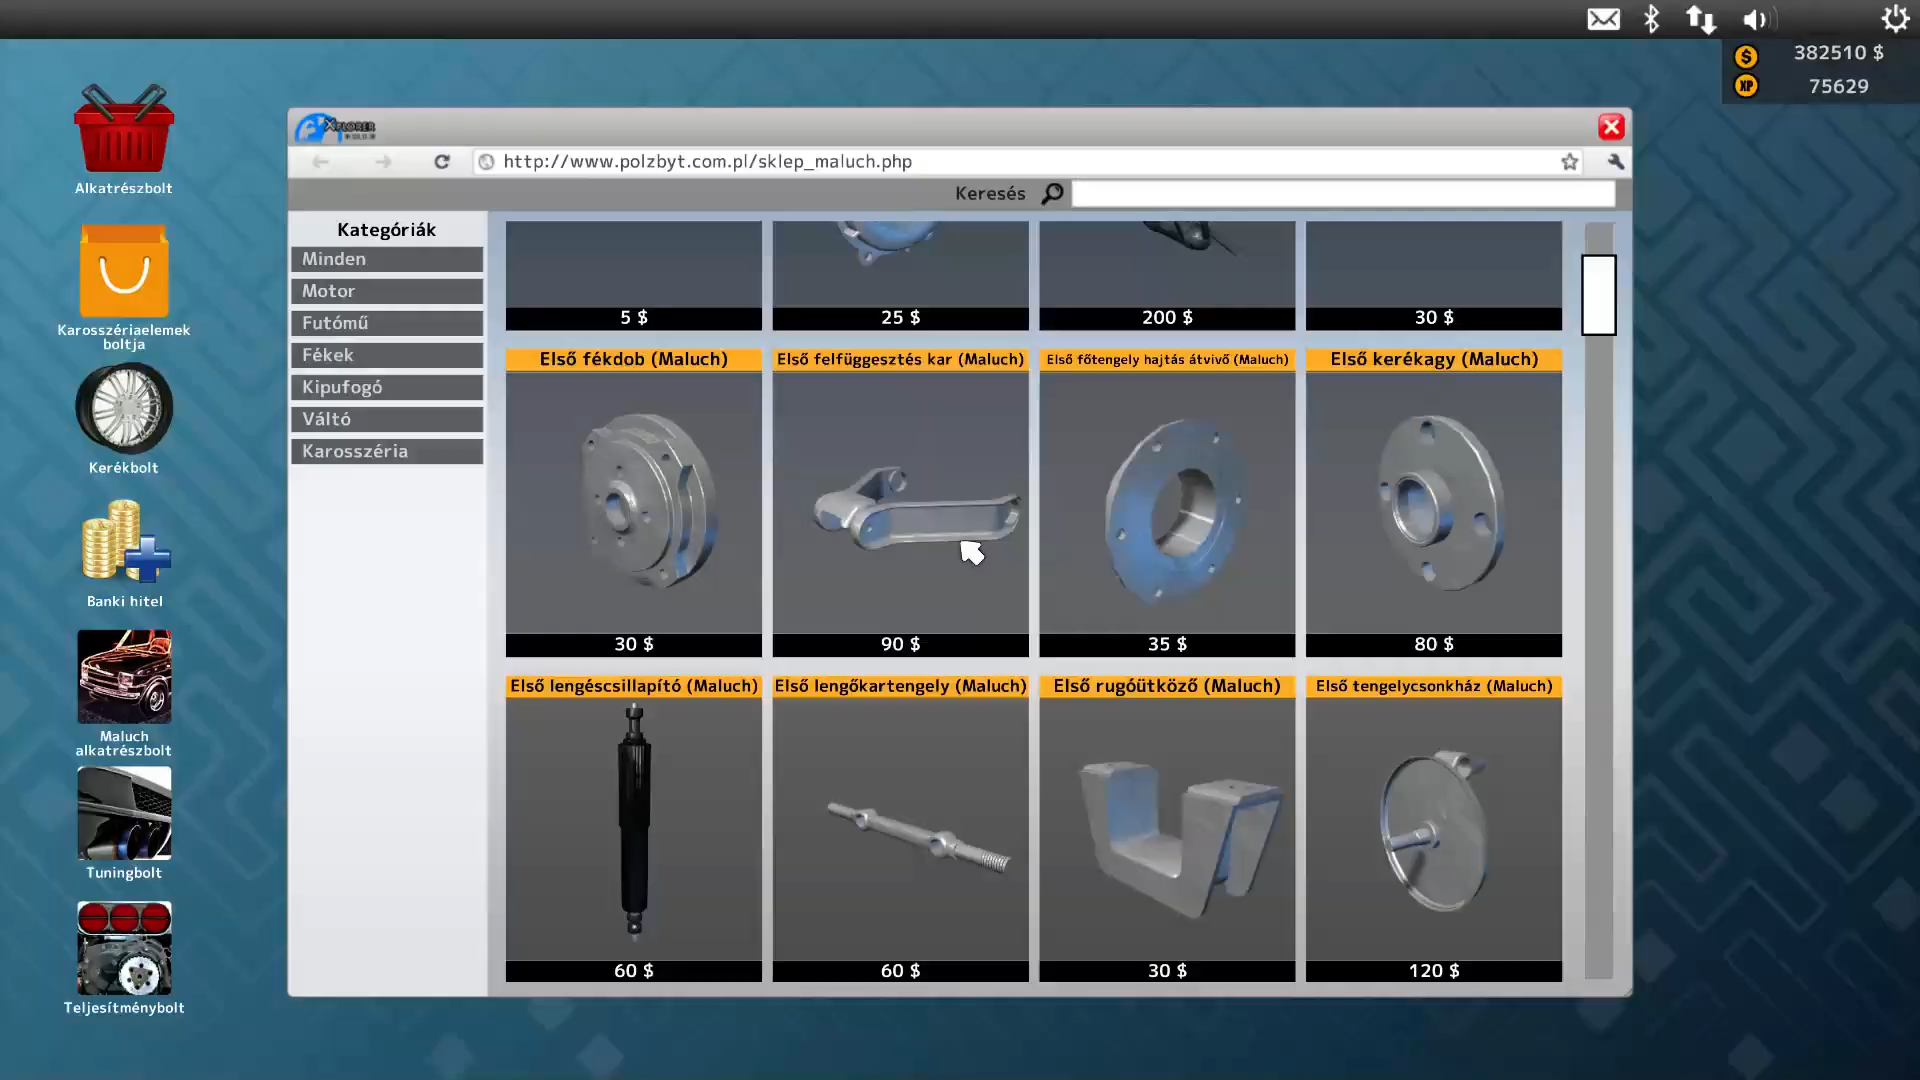 382510 $
XP 75629
Alkatrészbolt
Karosszériaelemek
boltja
Kerékbolt
Banki hitel
Maluch
alkatrészbolt
Tuningbolt
Teljesítménybolt
XPLORER
http://www.polzbyt.com.pl/sklep_maluch.php
Keresés
Kategóriák
Minden
Motor
Futómű
Fékek
Kipufogó
Váltó
Karosszéria
5 $
25 $
200 $
30 $
Első fékdob (Maluch)
Első felfüggesztés kar (Maluch)
Első főtengely hajtás átvivő (Maluch)
Első kerékagy (Maluch)
30 $
90 $
35 $
80 $
Első lengéscsillapító (Maluch)
Első lengőkartengely (Maluch)
Első rugóütköző (Maluch)
Első tengelycsonkház (Maluch)
60 $
60 $
30 $
120 $